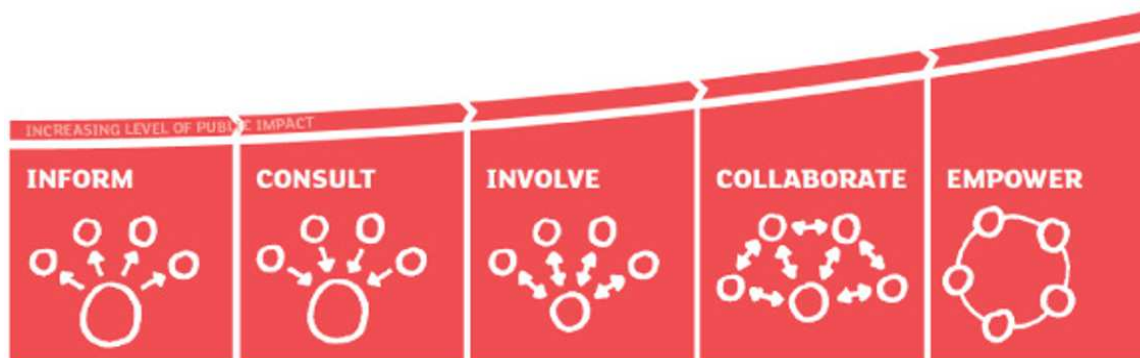 INCREASING LEVEL OF PUBLIC IMPACT
INFORM
CONSULT
INVOLVE
COLLABORATE
EMPOWER